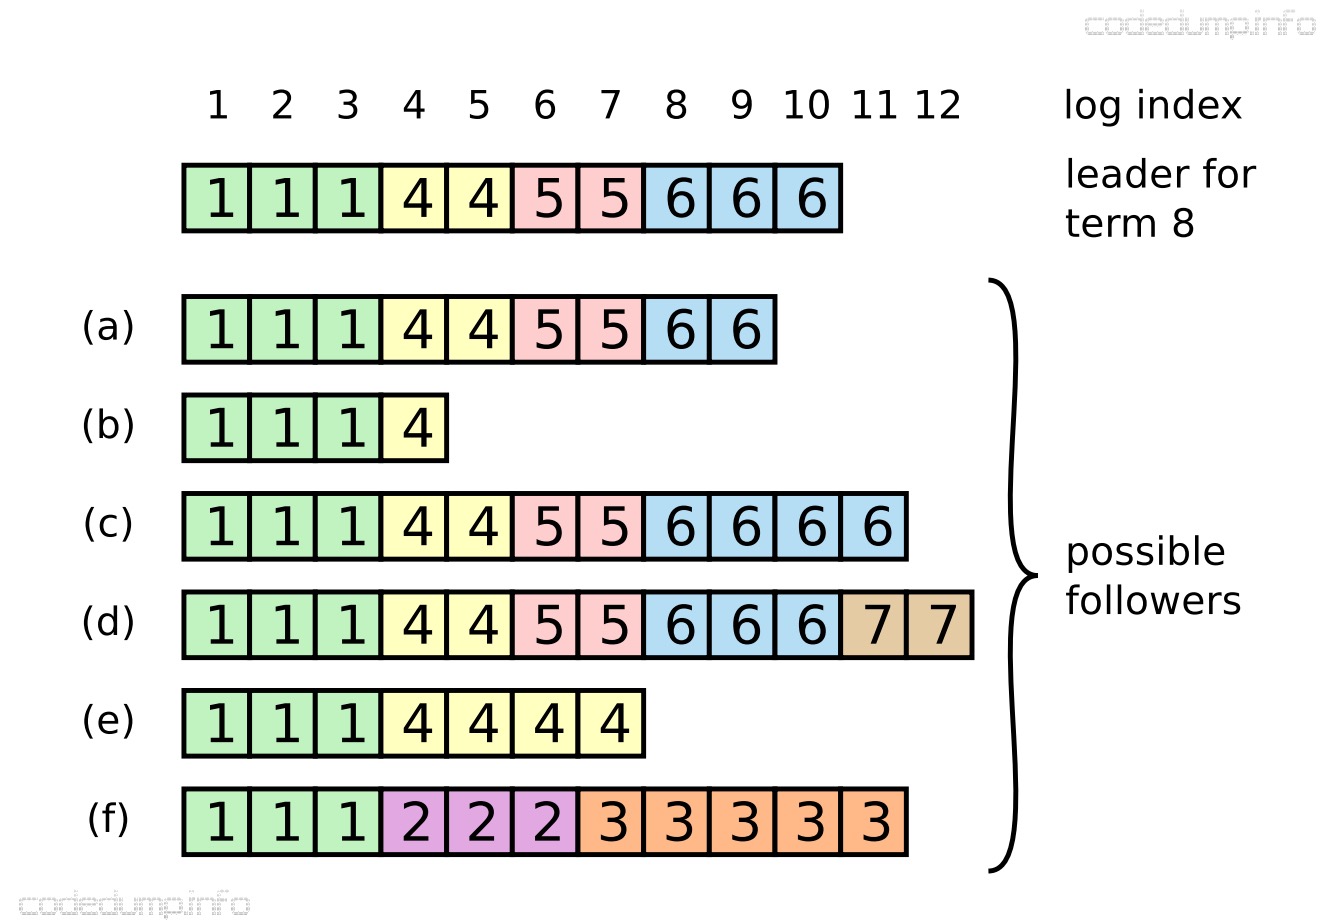 codedump.info
1 2 3 4 5 6 7 8 9 10 11 12 log index
1 1 1 4 4 5 5 6 6 6 leader for
term 8
(a) 1 1 1 4 4 5 5 6 6
(b) 1 1 1 4
(c) 1 1 1 4 4 5 5 6 6 6 6
(d) 1 1 1 4 4 5 5 6 6 6 7 7
possible
followers
(e) 1 1 1 4 4 4 4
(f) 1 1 1 2 2 2 3 3 3 3 3
codedump.info